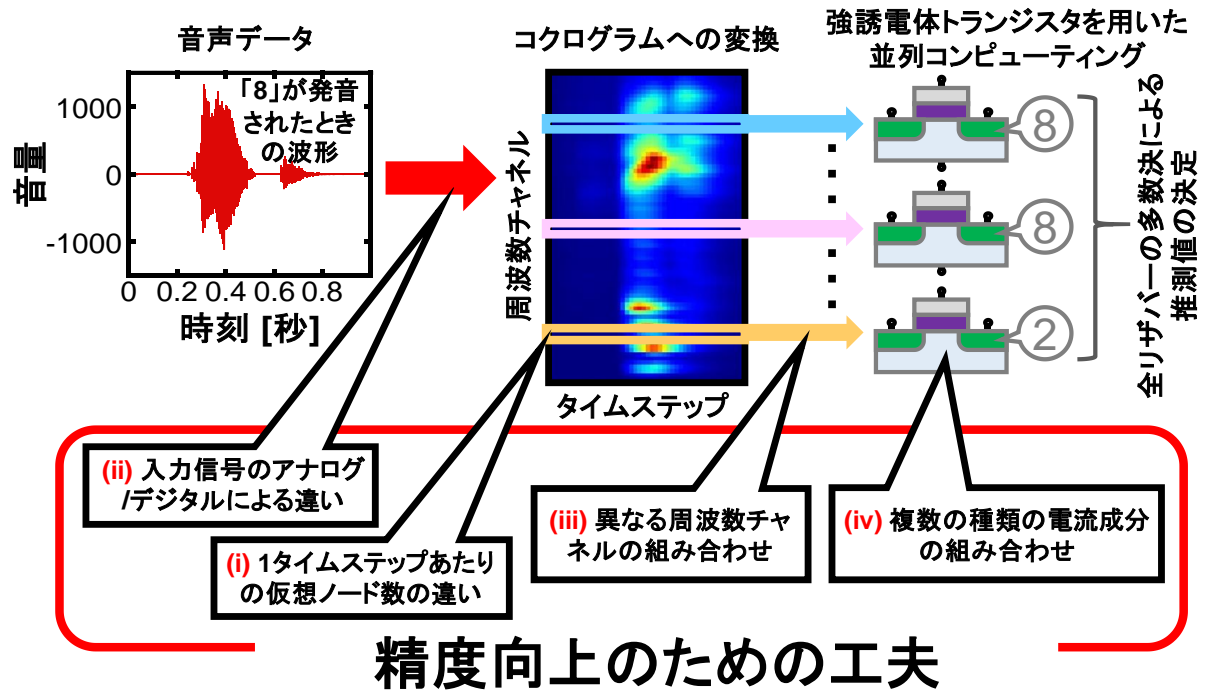 音声データ
「8」が発音
されたとき
の波形
1000
0
-1000
音量
0 0.2 0.4 0.6 0.8
時刻 [秒]
コクログラムへの変換
周波数チャネル
タイムステップ
強誘電体トランジスタを用いた
並列コンピューティング
8
8
2
全リザバーの多数決による
推測値の決定
(ii) 入力信号のアナログ
/デジタルによる違い
(i) 1タイムステップあたり
の仮想ノード数の違い
(iii) 異なる周波数チャ
ネルの組み合わせ
(iv) 複数の種類の電流成分
の組み合わせ
精度向上のための工夫